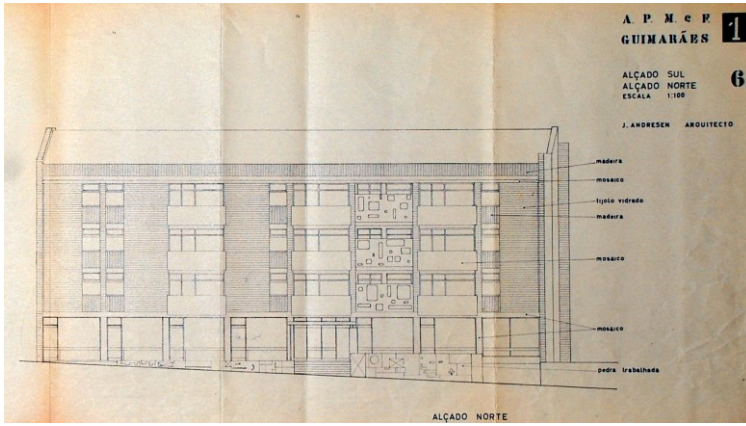 A. P. M. e F.
GUIMARÃES
1
ALÇADO SUL
ALÇADO NORTE
ESCALA 1:100
6
J. ANDRESEN ARQUITECTO
madeira
mosaico
tijolo vidrado
madeira
mosaico
mosaico
pedra trabalhada
ALÇADO NORTE